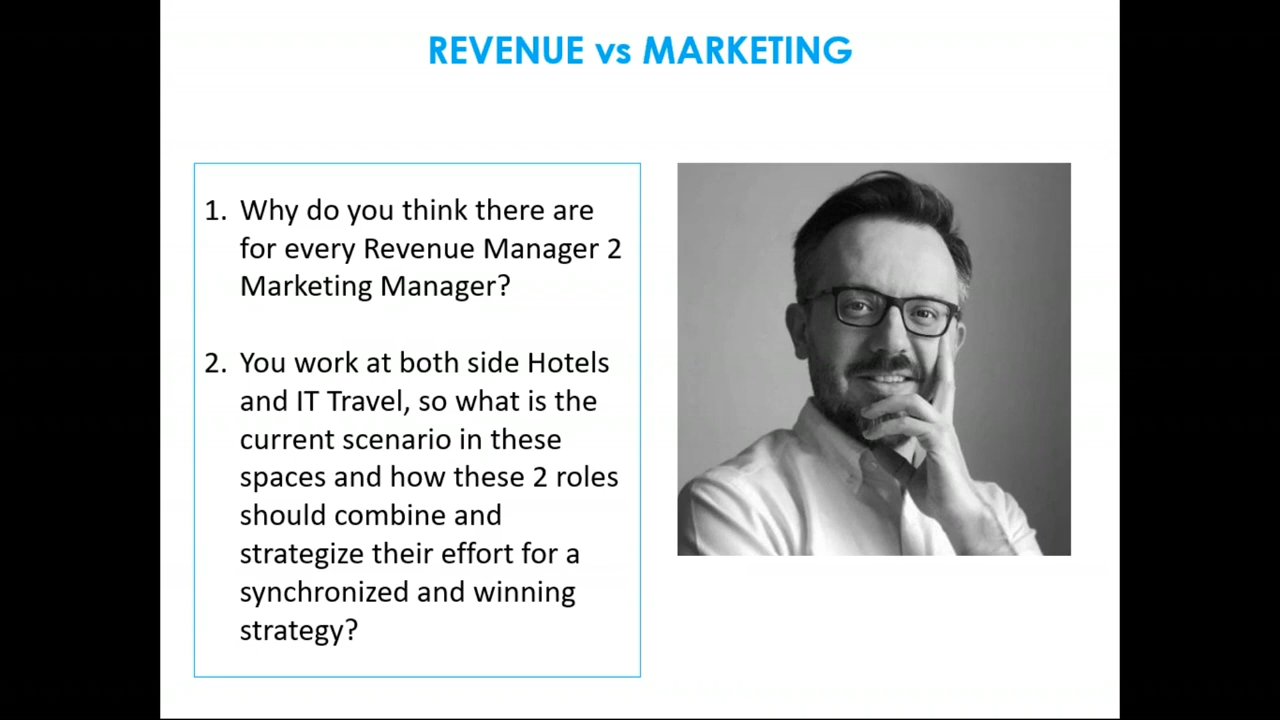 REVENUE vs MARKETING
1. Why do you think there are
for every Revenue Manager 2
Marketing Manager?
2. You work at both side Hotels
and IT Travel, so what is the
current scenario in these
spaces and how these 2 roles
should combine and
strategize their effort for a
synchronized and winning
strategy?